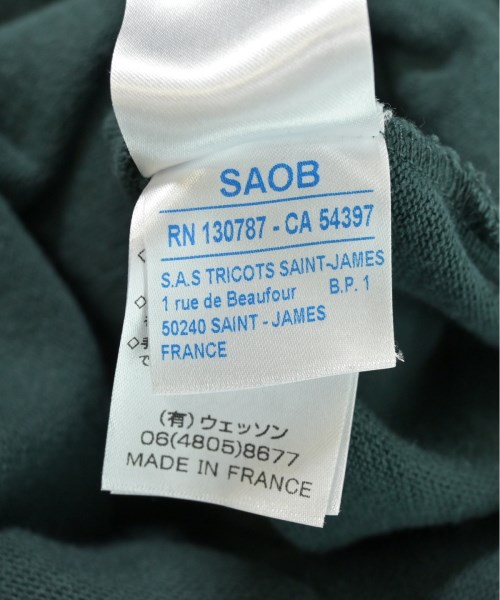 SAOB
RN 130787 - CA 54397
S.A.S TRICOTS SAINT-JAMES
1 rue de Beaufour B.P. 1
50240 SAINT - JAMES
FRANCE
(有) ウェッソン
06(4805)8677
MADE IN FRANCE